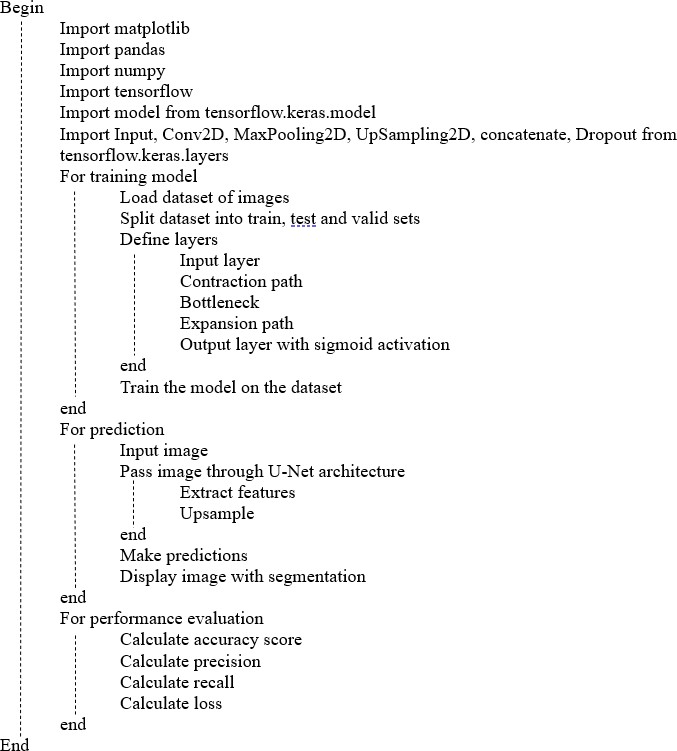 Begin
Import matplotlib
Import pandas
Import numpy
Import tensorflow
Import model from tensorflow.keras.model
Import Input, Conv2D, MaxPooling2D, UpSampling2D, concatenate, Dropout from
tensorflow.keras.layers
For training model
Load dataset of images
Split dataset into train, test and valid sets
Define layers
Input layer
Contraction path
Bottleneck
Expansion path
Output layer with sigmoid activation
end
Train the model on the dataset
end
For prediction
Input image
Pass image through U-Net architecture
Extract features
Upsample
end
Make predictions
Display image with segmentation
end
For performance evaluation
Calculate accuracy score
Calculate precision
Calculate recall
Calculate loss
end
End